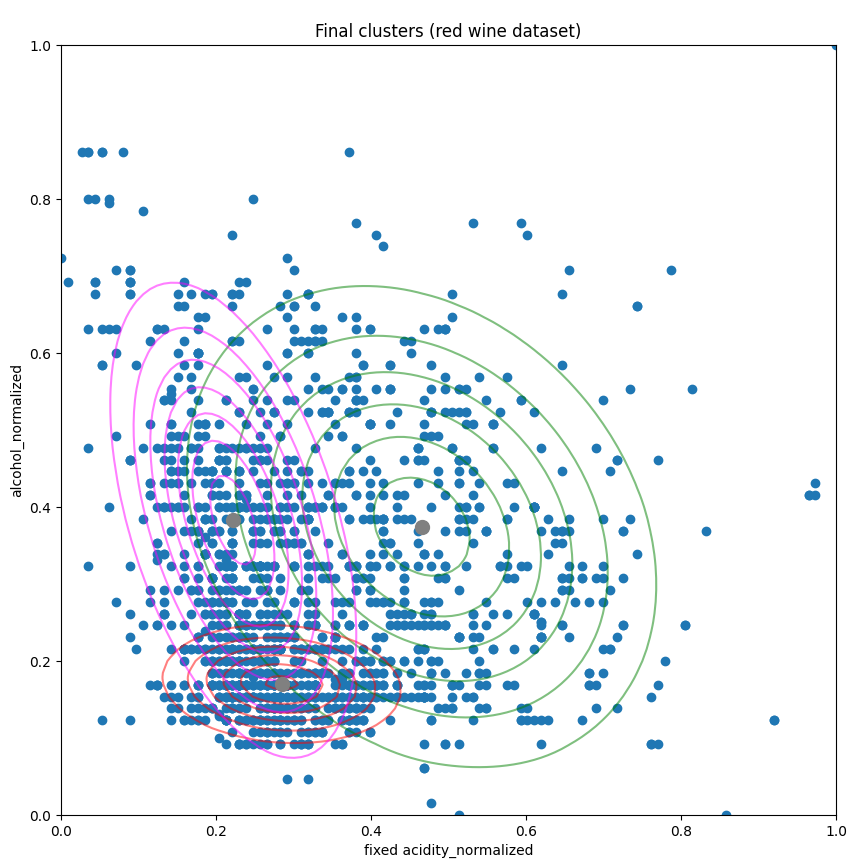 Final clusters (red wine dataset)
1.0
0.8
0.6
0.4
0.2
0.0
alcohol_normalized
0.0 0.2 0.4 0.6 0.8 1.0
fixed acidity_normalized